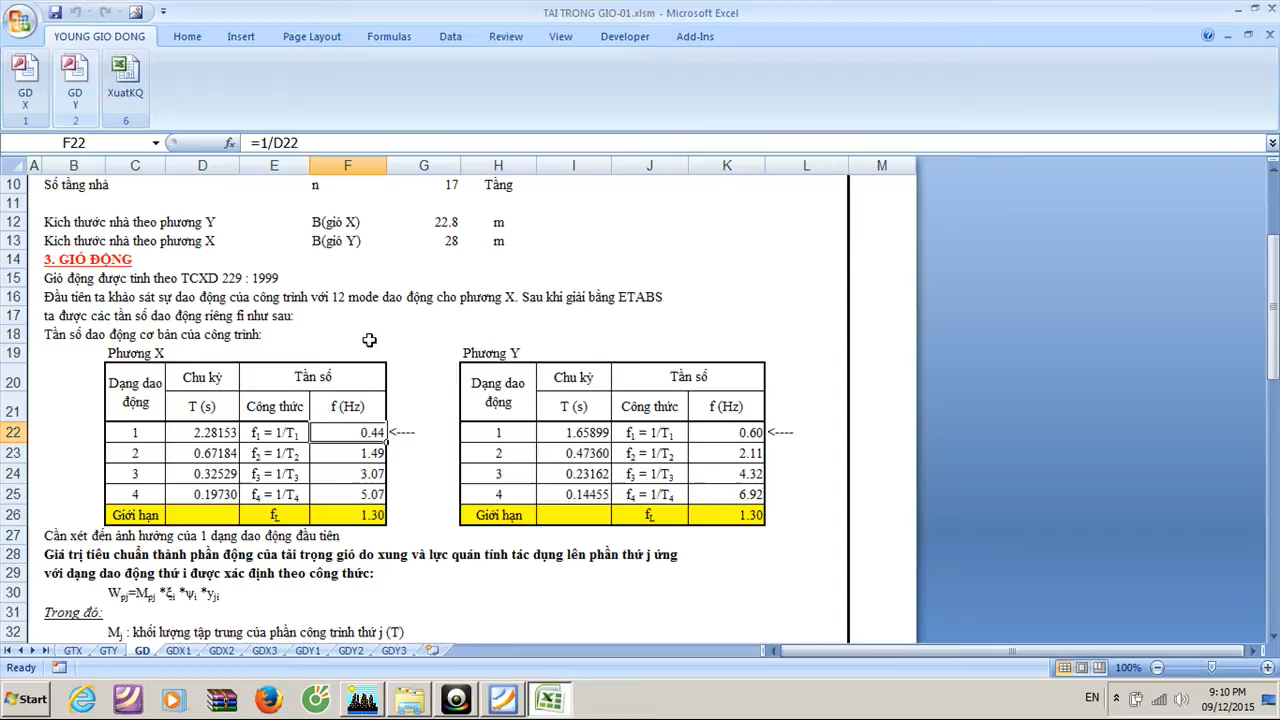 TAI TRONG GIO-01.xlsm - Microsoft Excel
YOUNG GIO DONG Home Insert Page Layout Formulas Data Review View Developer Add-Ins
GD X GD Y XuatKQ
1 2 6
F22 fx =1/D22
A B C D E F G H I J K L M
10 Số tầng nhà n 17 Tầng
11
12 Kích thước nhà theo phương Y B(gió X) 22.8 m
13 Kích thước nhà theo phương X B(gió Y) 28 m
14 3. GIÓ ĐỘNG
15 Gió động được tính theo TCXD 229 : 1999
16 Đầu tiên ta khảo sát sự dao động của công trình với 12 mode dao động cho phương X. Sau khi giải bằng ETABS
17 ta được các tần số dao động riêng fi như sau:
18 Tần số dao động cơ bản của công trình:
19 Phương X Phương Y
20 Dạng dao động Chu kỳ Tần số Dạng dao động Chu kỳ Tần số
21 T (s) Công thức f (Hz) T (s) Công thức f (Hz)
22 1 2.28153 f1 = 1/T1 0.44 <---- 1 1.65899 f1 = 1/T1 0.60 <----
23 2 0.67184 f2 = 1/T2 1.49 2 0.47360 f2 = 1/T2 2.11
24 3 0.32529 f3 = 1/T3 3.07 3 0.23162 f3 = 1/T3 4.32
25 4 0.19730 f4 = 1/T4 5.07 4 0.14455 f4 = 1/T4 6.92
26 Giới hạn fL 1.30 Giới hạn fL 1.30
27 Cần xét đến ảnh hưởng của 1 dạng dao động đầu tiên
28 Giá trị tiêu chuẩn thành phần động của tải trọng gió do xung và lực quán tính tác dụng lên phần thứ j ứng
29 với dạng dao động thứ i được xác định theo công thức:
30 Wpj=Mpj *ξi *ψi *yji
31 Trong đó:
32 Mj : khối lượng tập trung của phần công trình thứ j (T)
GTX GTY GD GDX1 GDX2 GDX3 GDY1 GDY2 GDY3
Ready 100%
Start EN 9:10 PM
09/12/2015